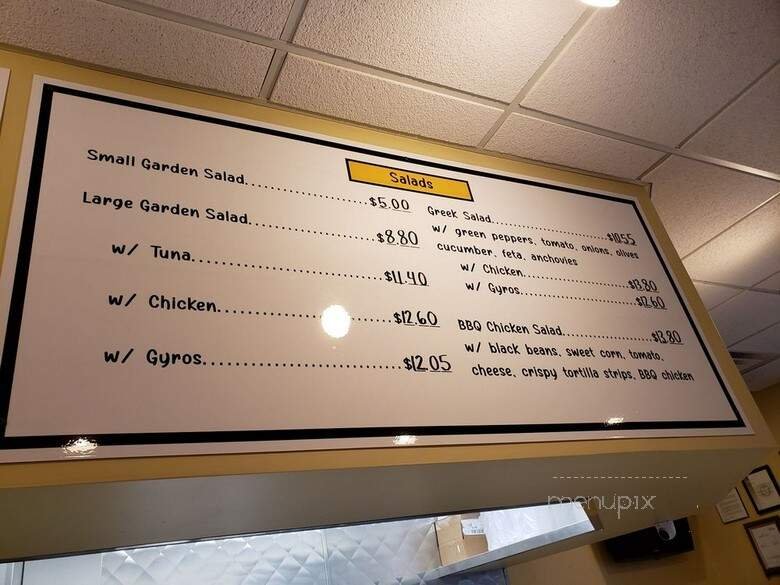 Salads
Small Garden Salad..................$5.00
Large Garden Salad..................$8.80
w/ Tuna..................$11.40
w/ Chicken..................$12.60
w/ Gyros..................$12.05
Greek Salad..................$10.55
w/ green peppers, tomato, onions, olives
cucumber, feta, anchovies
w/ Chicken..................$13.80
w/ Gyros..................$12.60
BBQ Chicken Salad..................$13.80
w/ black beans, sweet corn, tomato,
cheese, crispy tortilla strips, BBQ chicken
menupix